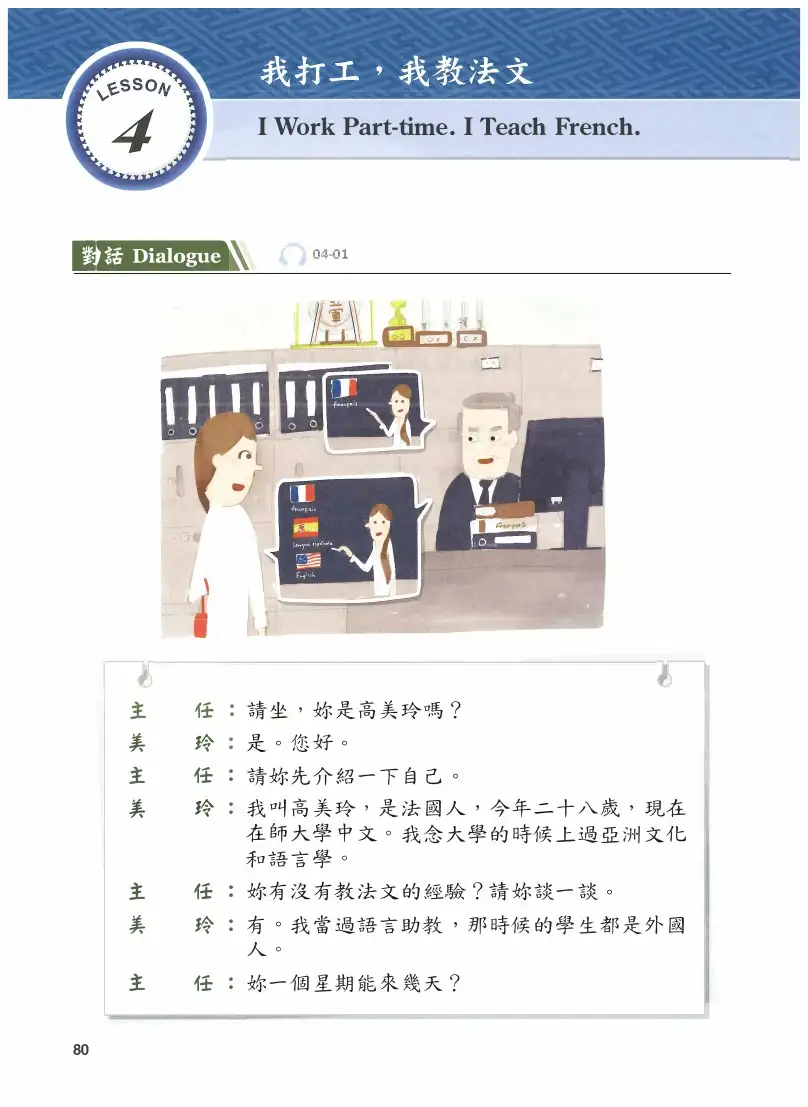 LESSON
4
我打工，我教法文
I Work Part-time. I Teach French.
對話 Dialogue
04-01
Français
français
Français
lengua española
English
主 任：請坐，妳是高美玲嗎？
美 玲：是。您好。
主 任：請妳先介紹一下自己。
美 玲：我叫高美玲，是法國人，今年二十八歲，現在
在師大學中文。我念大學的時候上過亞洲文化
和語言學。
主 任：妳有沒有教法文的經驗？請妳談一談。
美 玲：有。我當過語言助教，那時候的學生都是外國
人。
主 任：妳一個星期能來幾天？
80